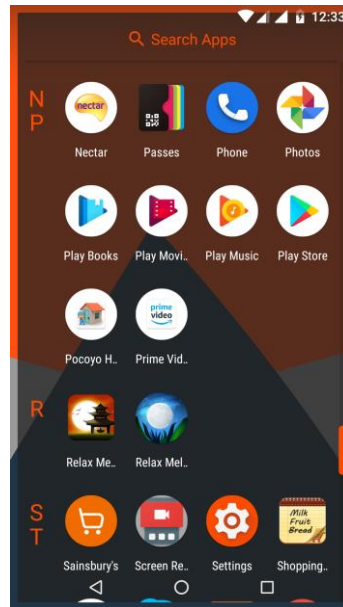 12:33
Search Apps
N
P
nectar
Nectar
Passes
Phone
Photos
Play Books
Play Movi..
Play Music
Play Store
prime
video
Pocoyo H..
Prime Vid..
R
Relax Me..
Relax Mel..
S
T
Milk
Fruit
Bread
Sainsbury's
Screen Re..
Settings
Shopping..